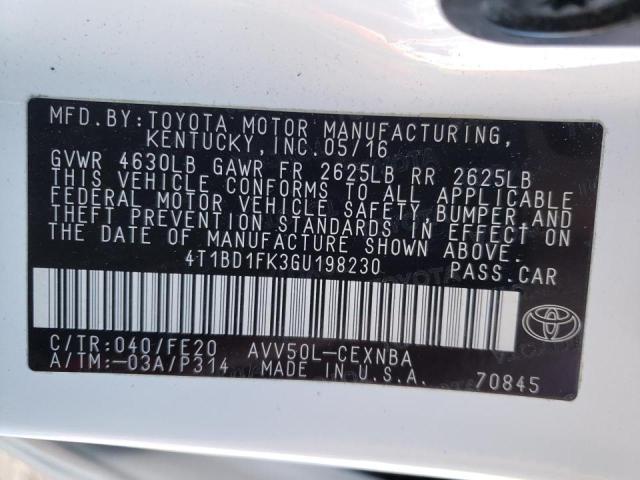 MFD.BY:TOYOTA MOTOR MANUFACTURING,
KENTUCKY, INC. 05/16
GVWR 4630LB GAWR FR 2625LB RR 2625LB
THIS VEHICLE CONFORMS TO ALL APPLICABLE
FEDERAL MOTOR VEHICLE SAFETY,BUMPER AND
THEFT PREVENTION STANDARDS IN EFFECT ON
THE DATE OF MANUFACTURE SHOWN ABOVE.
4T1BD1FK3GU198230 PASS.CAR
C/TR:040/FE20 AVV50L-CEXNBA
A/TM:-03A/P314 MADE IN U.S.A. 70845